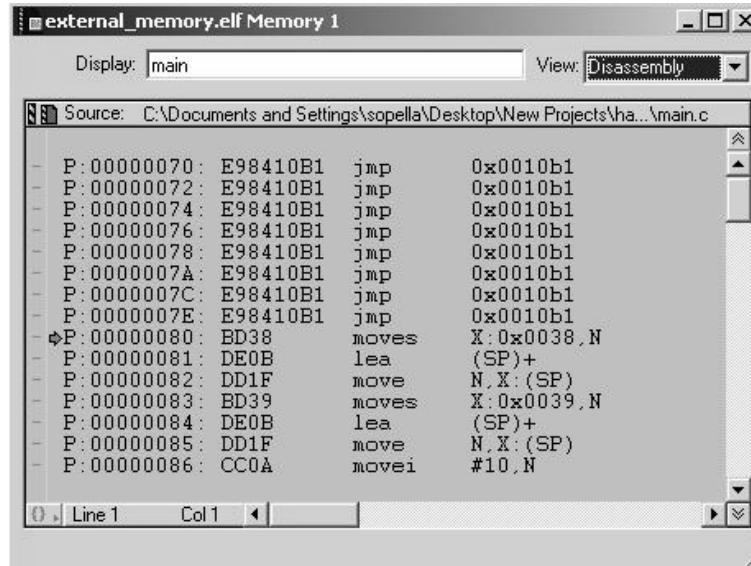 external_memory.elf Memory 1
Display: main View: Disassembly
Source: C:\Documents and Settings\sopella\Desktop\New Projects\ha...\main.c
P:00000070: E98410B1 jmp 0x0010b1
P:00000072: E98410B1 jmp 0x0010b1
P:00000074: E98410B1 jmp 0x0010b1
P:00000076: E98410B1 jmp 0x0010b1
P:00000078: E98410B1 jmp 0x0010b1
P:0000007A: E98410B1 jmp 0x0010b1
P:0000007C: E98410B1 jmp 0x0010b1
P:0000007E: E98410B1 jmp 0x0010b1
P:00000080: BD38 moves X:0x0038,N
P:00000081: DE0B lea (SP)+
P:00000082: DD1F move N,X:(SP)
P:00000083: BD39 moves X:0x0039,N
P:00000084: DE0B lea (SP)+
P:00000085: DD1F move N,X:(SP)
P:00000086: CC0A movei #10,N
Line 1 Col 1